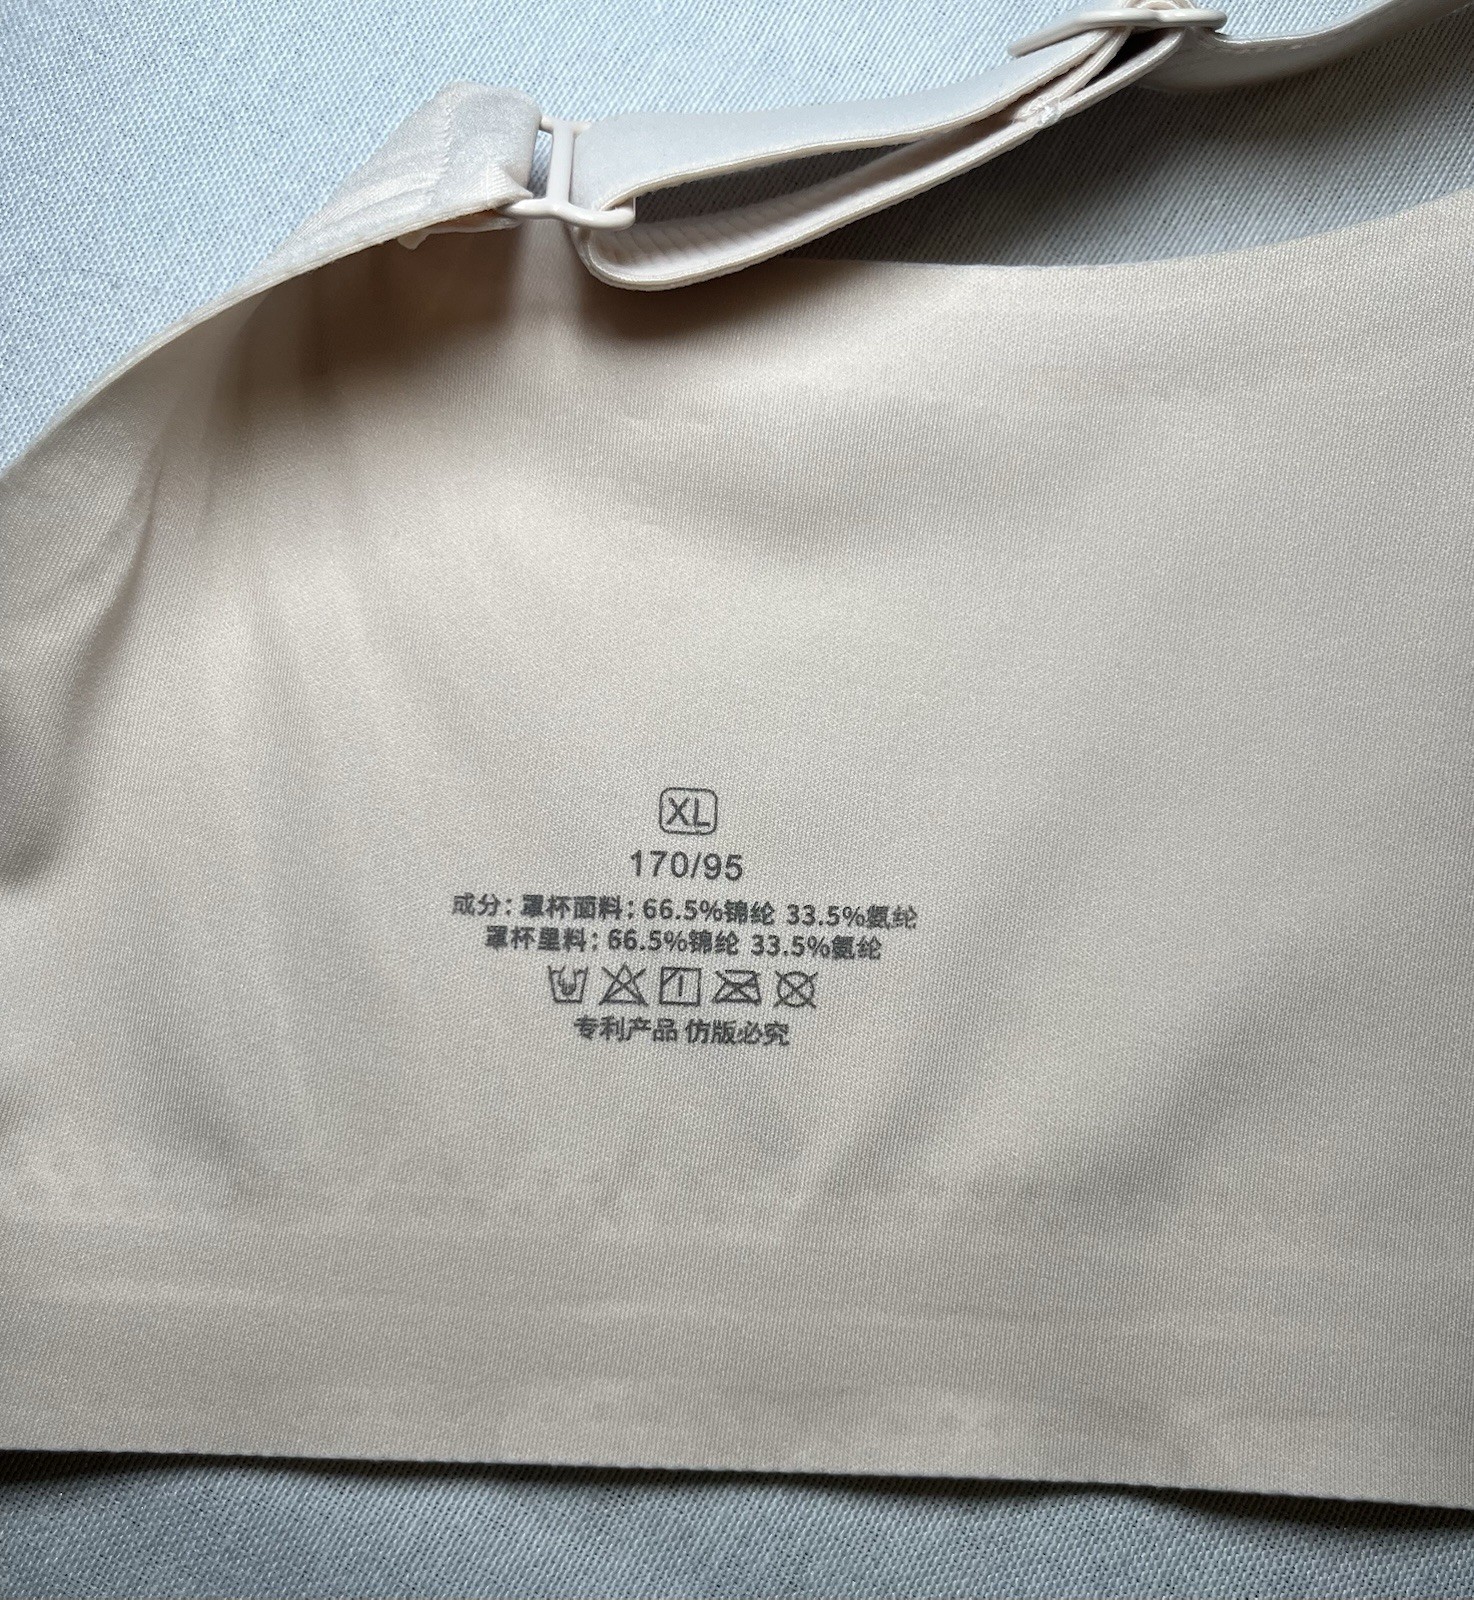 XL
170/95
成分：罩杯面料：66.5%锦纶 33.5%氨纶
罩杯里料：66.5%锦纶 33.5%氨纶
专利产品 仿版必究